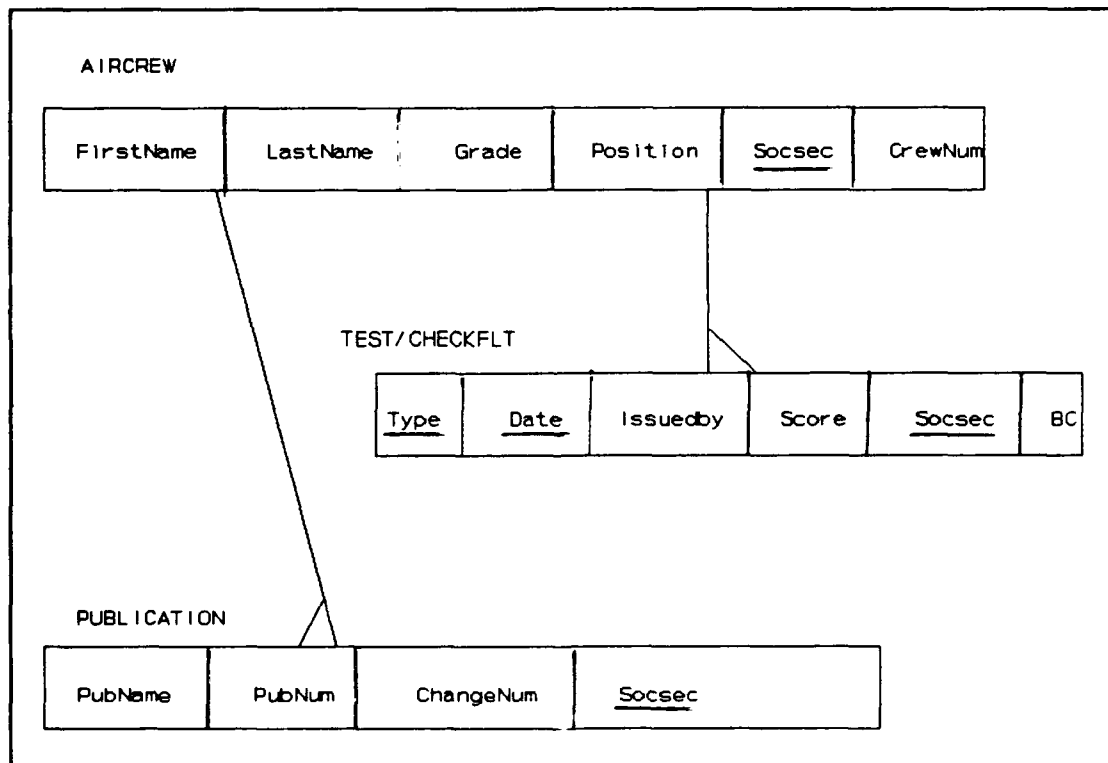 AIRCREW
FirstName LastName Grade Position Socsec CrewNum
TEST/CHECKFLT
Type Date Issuedby Score Socsec BC
PUBLICATION
PubName PubNum ChangeNum Socsec